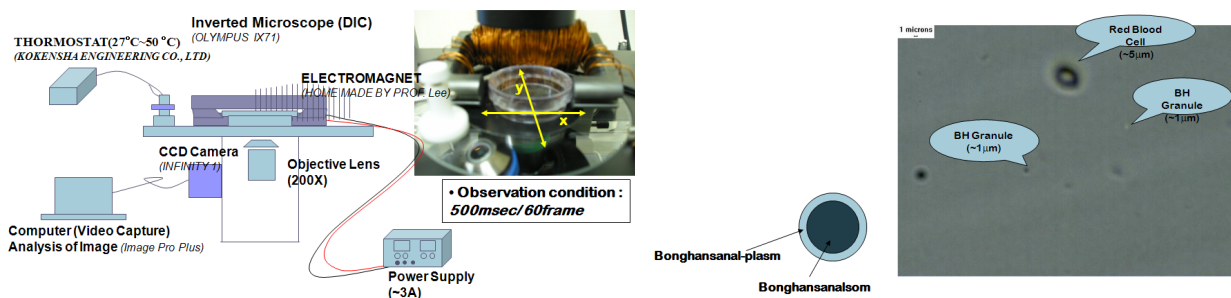 Inverted Microscope (DIC)
(OLYMPUS IX71)
THORMOSTAT(27°C~50 °C)
(KOKENSHA ENGINEERING CO., LTD)
ELECTROMAGNET
(HOME MADE BY PROF. Lee)
y
x
CCD Camera
(INFINITY 1)
Objective Lens
(200X)
• Observation condition :
500msec/ 60frame
Computer (Video Capture)
Analysis of Image (Image Pro Plus)
Power Supply
(~3A)
1 microns
Red Blood
Cell
(~5μm)
BH
Granule
(~1μm)
BH Granule
(~1μm)
Bonghansanal-plasm
Bonghansanalsom